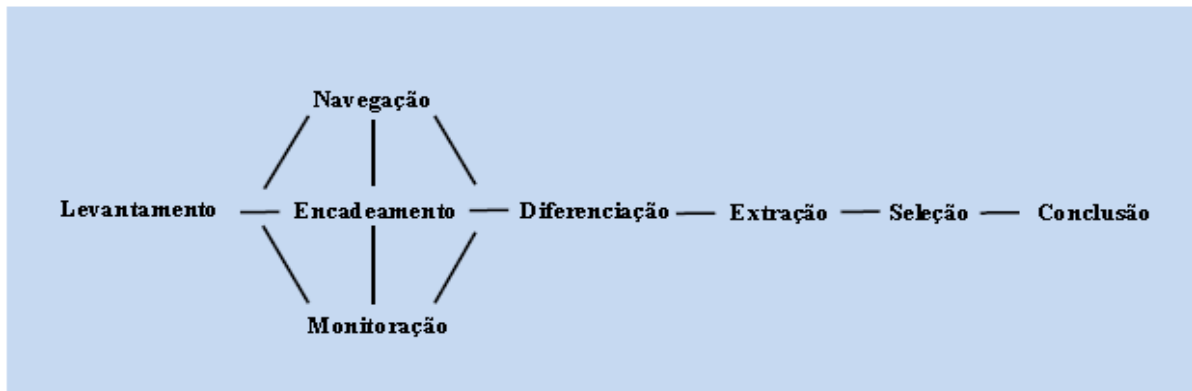 Navegação
Levantamento Encadeamento Diferenciação Extração Seleção Conclusão
Monitoração